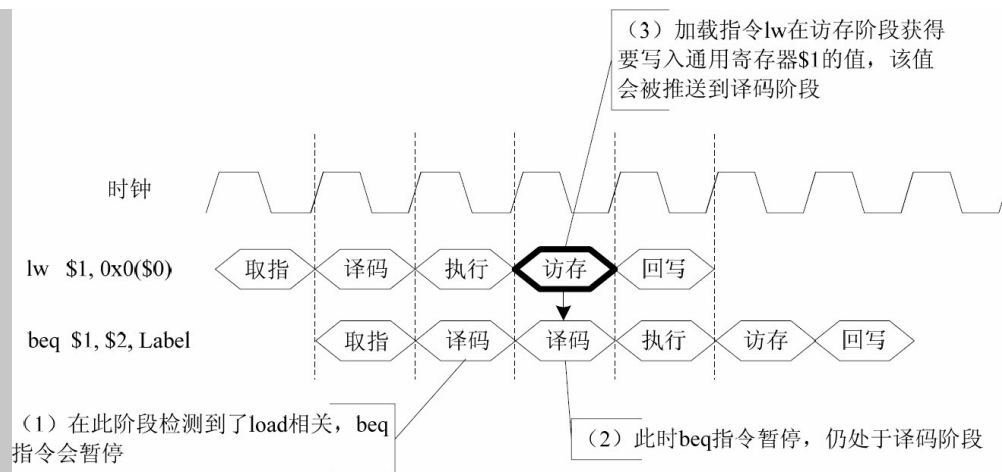 （3）加载指令lw在访存阶段获得
要写入通用寄存器$1的值，该值
会被推送到译码阶段
时钟
lw $1, 0x0($0)
取指 译码 执行 访存 回写
beq $1, $2, Label
取指 译码 译码 执行 访存 回写
（1）在此阶段检测到了load相关，beq
指令会暂停
（2）此时beq指令暂停，仍处于译码阶段